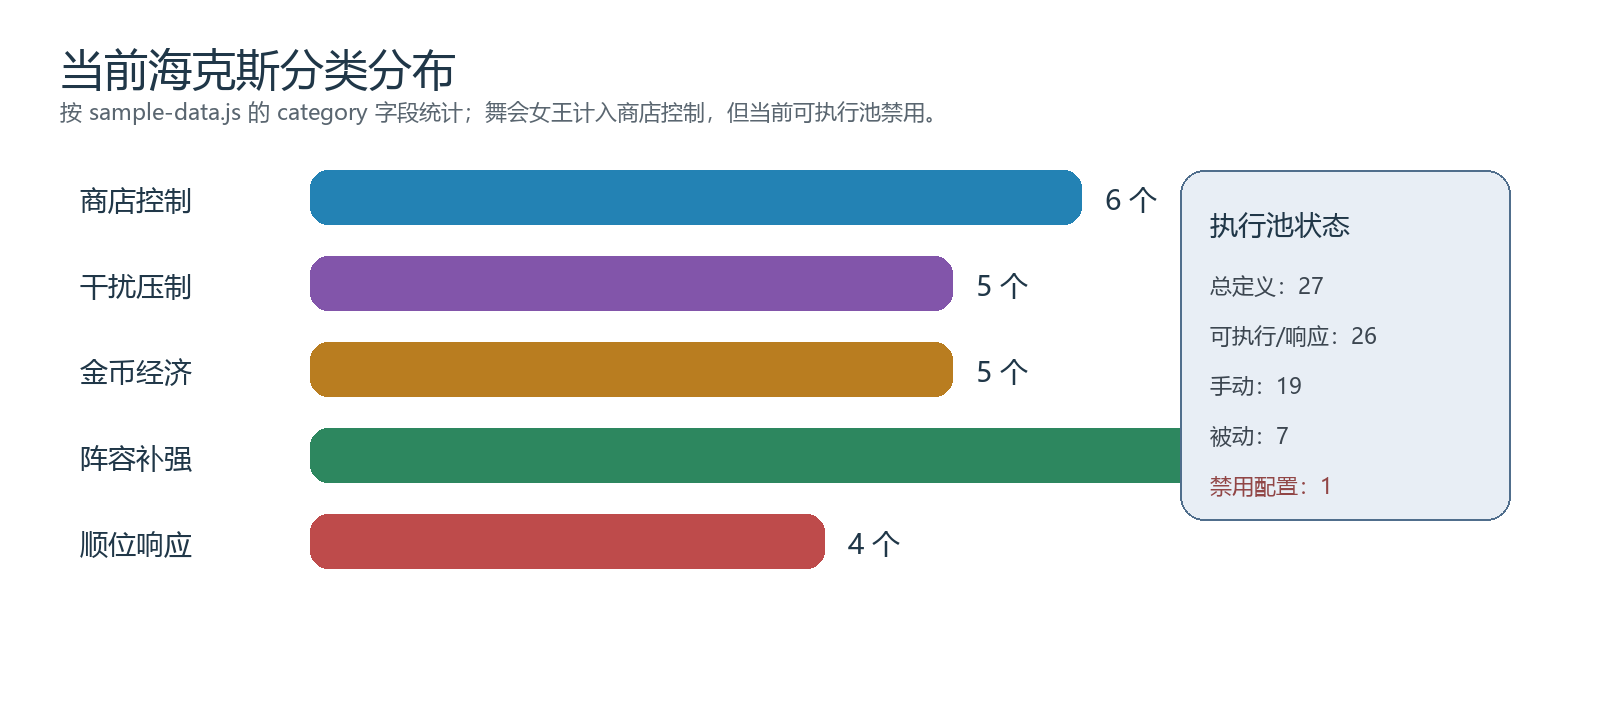 当前海克斯分类分布
按 sample-data.js 的 category 字段统计；舞会女王计入商店控制，但当前可执行池禁用。
商店控制
6 个
干扰压制
5 个
金币经济
5 个
阵容补强
顺位响应
4 个
执行池状态
总定义：27
可执行/响应：26
手动：19
被动：7
禁用配置：1